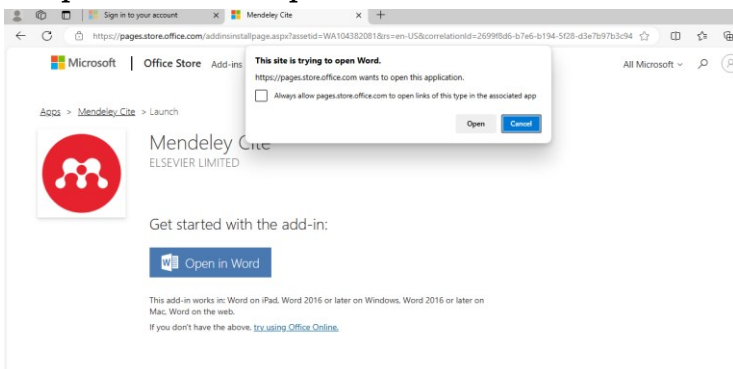 Sign in to your account
Mendeley Cite
https://pages.store.office.com/addinsinstallpage.aspx?assetid=WA104382081&rs=en-US&correlationId=2699f8d6-b7e6-b194-5f28-d3e7b97b3c94
Microsoft
Office Store
Add-ins
All Microsoft
This site is trying to open Word.
https://pages.store.office.com wants to open this application.
Always allow pages.store.office.com to open links of this type in the associated app
Open
Cancel
Apps > Mendeley Cite > Launch
Mendeley Cite
ELSEVIER LIMITED
Get started with the add-in:
Open in Word
This add-in works in: Word on iPad, Word 2016 or later on Windows, Word 2016 or later on
Mac, Word on the web.
If you don't have the above, try using Office Online.